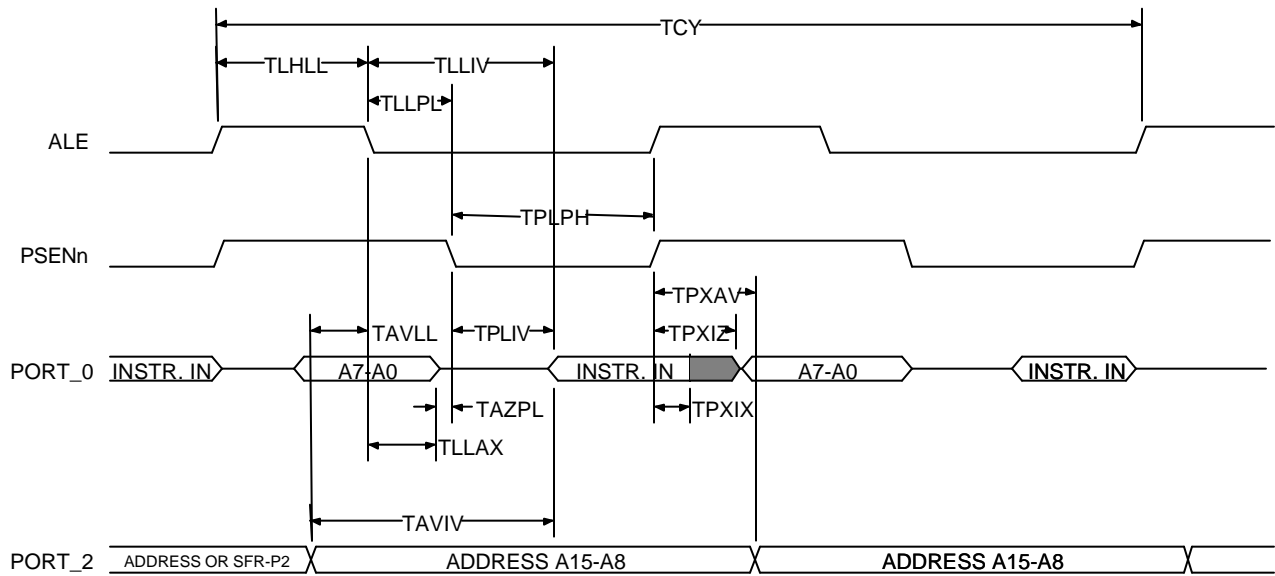 TCY
TLHLL TLLIV
TLLPL
ALE
TPLPH
PSENn
TPXAV
TAVLL TPLIV TPXIZ
PORT_0 INSTR. IN A7-A0 INSTR. IN A7-A0 INSTR. IN
TAZPL TPXIX
TLLAX
TAVIV
PORT_2 ADDRESS OR SFR-P2 ADDRESS A15-A8 ADDRESS A15-A8